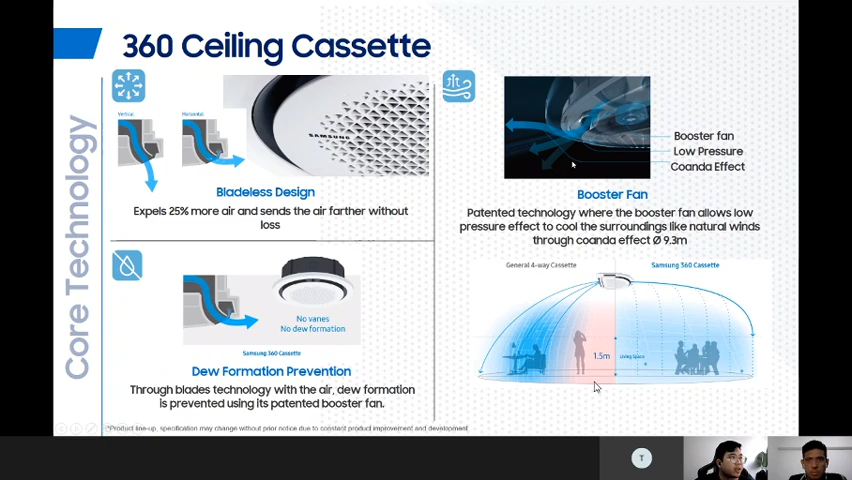 360 Ceiling Cassette
Core Technology
Vertical
Horizontal
SAMSUNG
Bladeless Design
Expels 25% more air and sends the air farther without
loss
No vanes
No dew formation
Samsung 360 Cassette
Dew Formation Prevention
Through blades technology with the air, dew formation
is prevented using its patented booster fan.
Booster fan
Low Pressure
Coanda Effect
Booster Fan
Patented technology where the booster fan allows low
pressure effect to cool the surroundings like natural winds
through coanda effect Ø 9.3m
General 4-way Cassette
Samsung 360 Cassette
1.5m
Living Space
*Product line-up, specification may change without prior notice due to constant product improvement and development
T